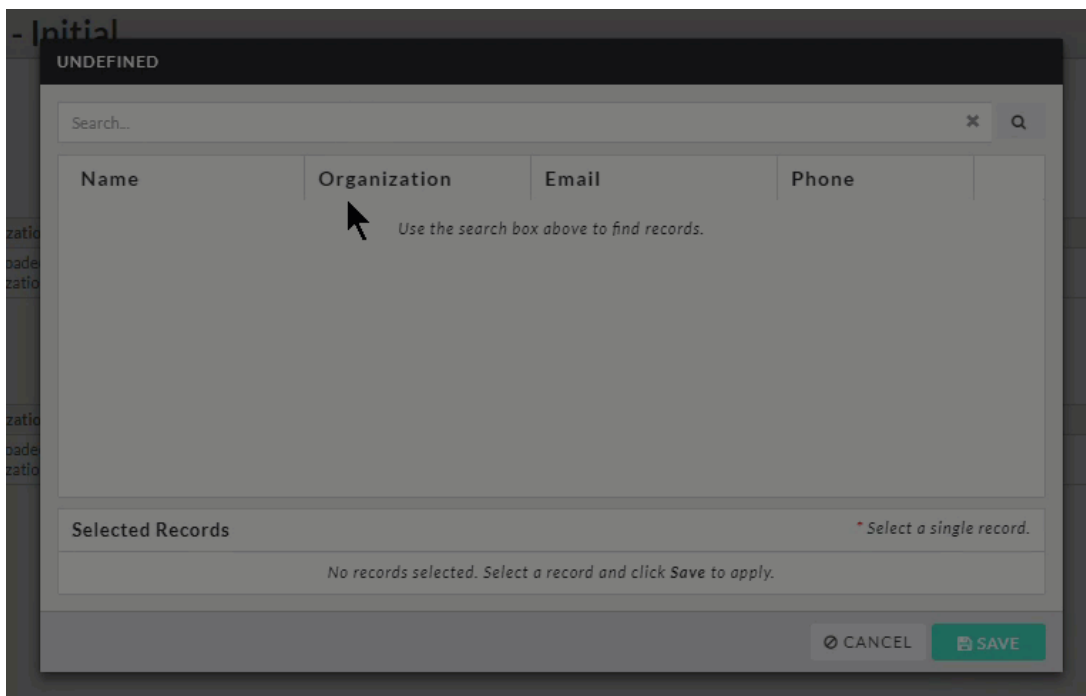 - Initial
UNDEFINED
Search...
Name Organization Email Phone
Use the search box above to find records.
Selected Records * Select a single record.
No records selected. Select a record and click Save to apply.
CANCEL SAVE